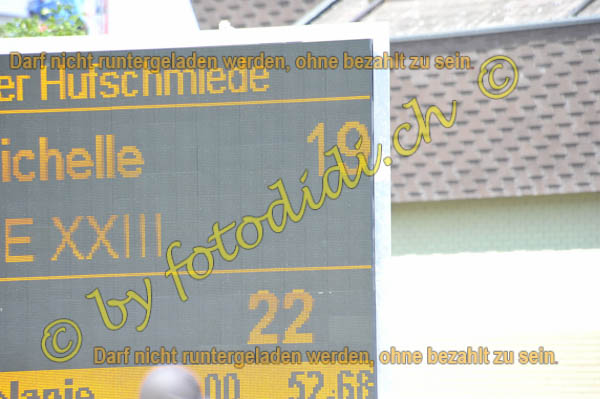 Darf nicht runtergeladen werden, ohne bezahlt zu sein.
er Hufschmiede
ichelle 19
E XXIII
© by fotodidi.ch ©
22
Darf nicht runtergeladen werden, ohne bezahlt zu sein.
elanie 00 52.68